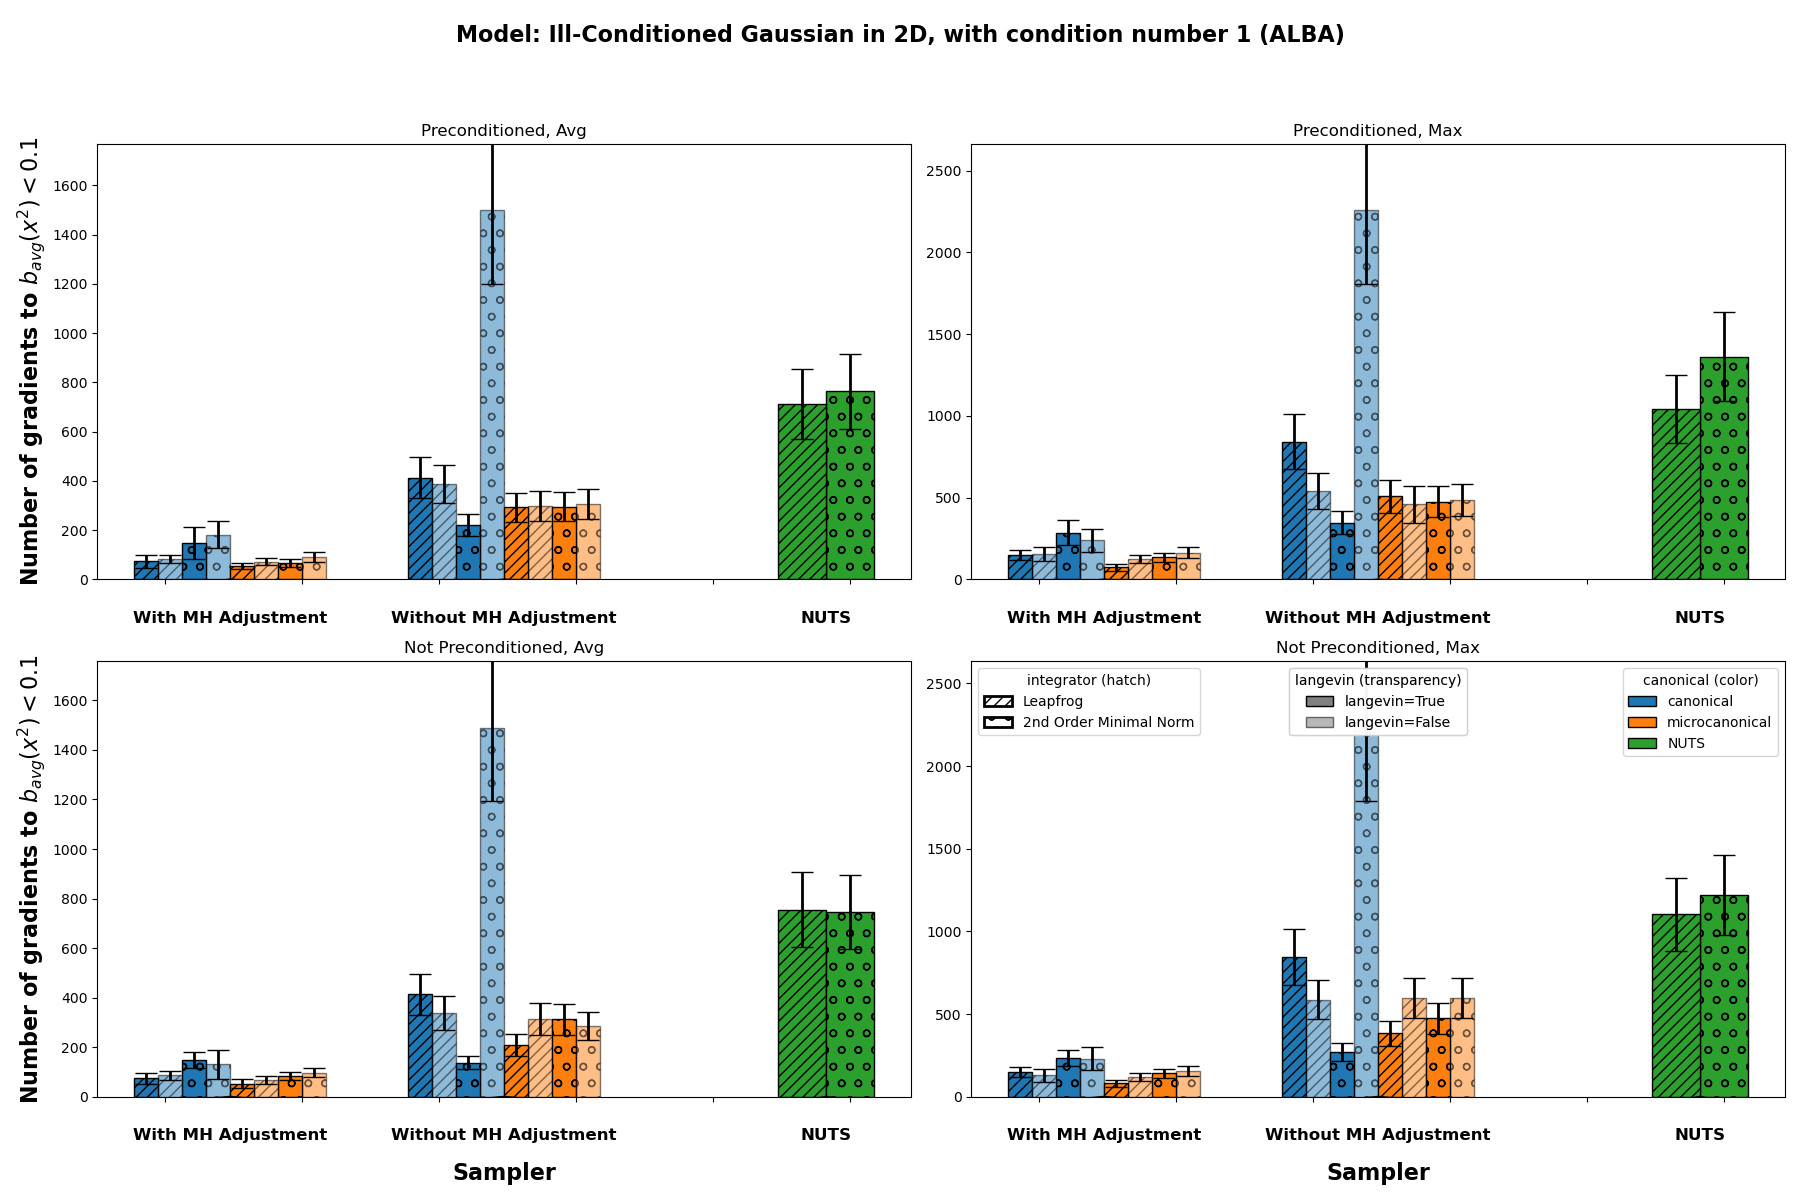 Model: Ill-Conditioned Gaussian in 2D, with condition number 1 (ALBA)
Preconditioned, Avg
Number of gradients to b_avg(x²) < 0.1
1600
1400
1200
1000
800
600
400
200
0
With MH Adjustment
Without MH Adjustment
NUTS
Preconditioned, Max
2500
2000
1500
1000
500
0
With MH Adjustment
Without MH Adjustment
NUTS
Not Preconditioned, Avg
Number of gradients to b_avg(x²) < 0.1
1600
1400
1200
1000
800
600
400
200
0
With MH Adjustment
Without MH Adjustment
NUTS
Sampler
Not Preconditioned, Max
2500
2000
1500
1000
500
0
integrator (hatch)
Leapfrog
2nd Order Minimal Norm
langevin (transparency)
langevin=True
langevin=False
canonical (color)
canonical
microcanonical
NUTS
With MH Adjustment
Without MH Adjustment
NUTS
Sampler